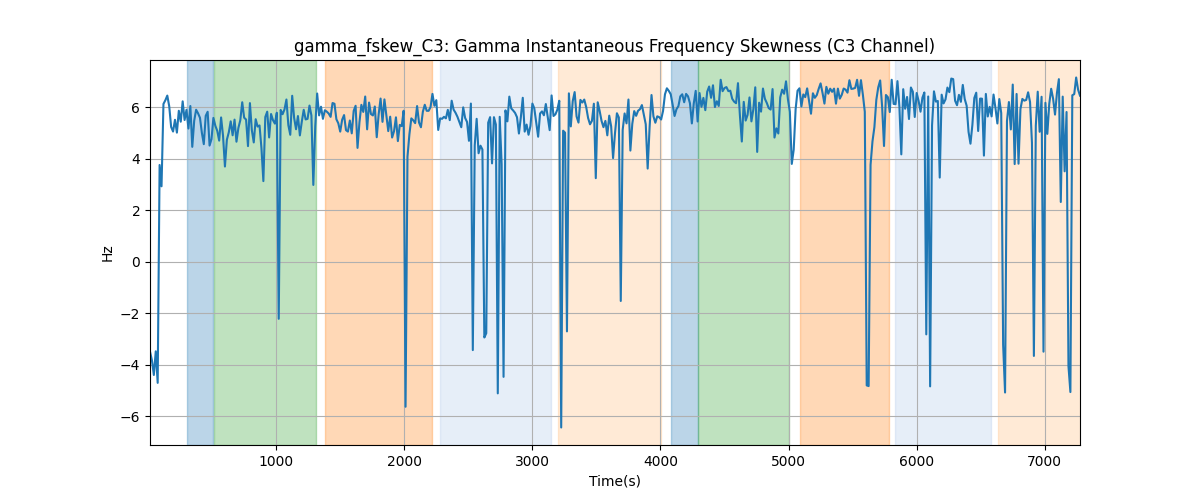 gamma_fskew_C3: Gamma Instantaneous Frequency Skewness (C3 Channel)
Hz
6
4
2
0
−2
−4
−6
1000 2000 3000 4000 5000 6000 7000
Time(s)